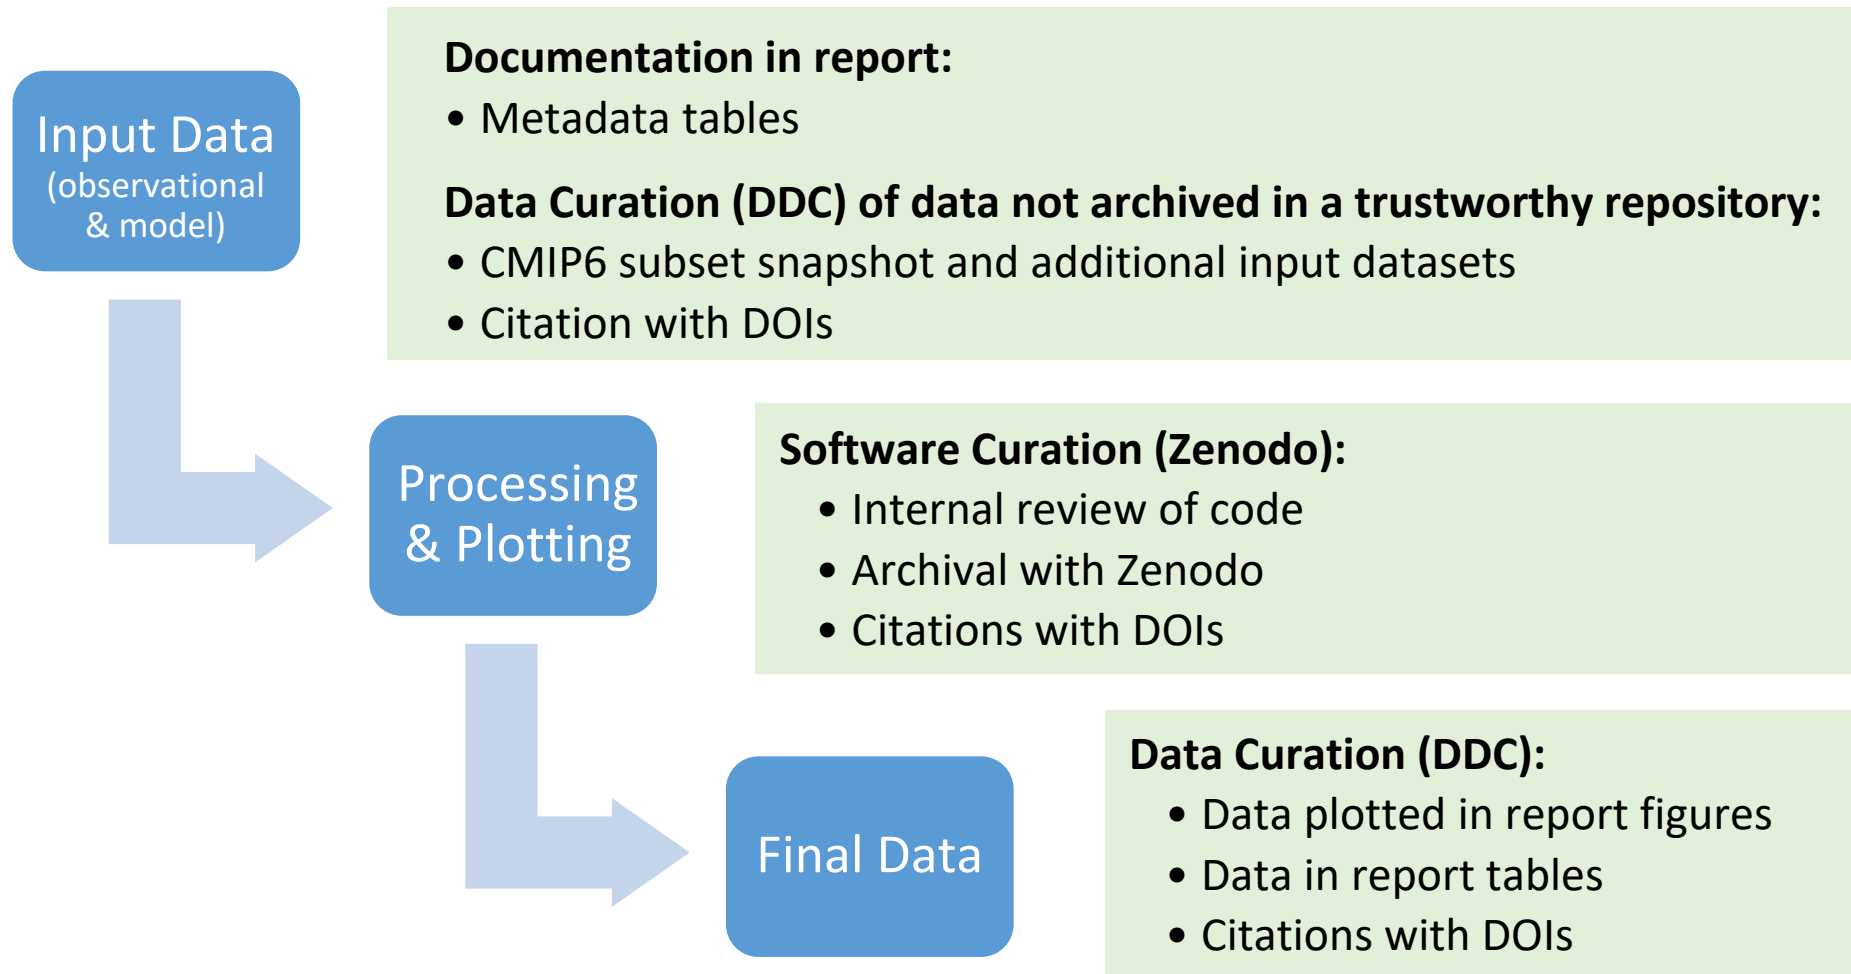 Input Data
(observational
& model)
Documentation in report:
• Metadata tables
Data Curation (DDC) of data not archived in a trustworthy repository:
• CMIP6 subset snapshot and additional input datasets
• Citation with DOIs
Processing
& Plotting
Software Curation (Zenodo):
• Internal review of code
• Archival with Zenodo
• Citations with DOIs
Final Data
Data Curation (DDC):
• Data plotted in report figures
• Data in report tables
• Citations with DOIs